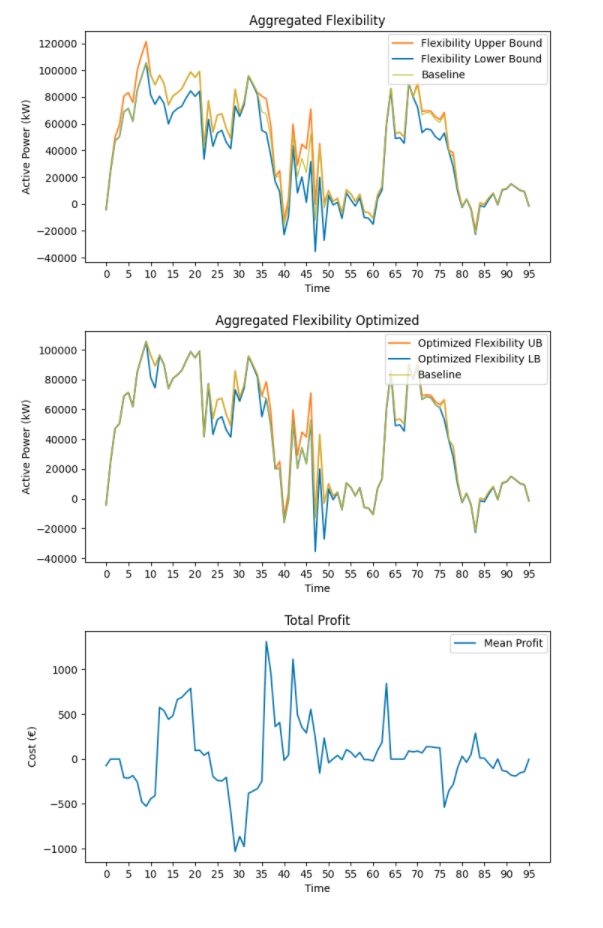 Aggregated Flexibility
Active Power (kW)
120000
100000
80000
60000
40000
20000
0
−20000
−40000
Flexibility Upper Bound
Flexibility Lower Bound
Baseline
0 5 10 15 20 25 30 35 40 45 50 55 60 65 70 75 80 85 90 95
Time
Aggregated Flexibility Optimized
Active Power (kW)
100000
80000
60000
40000
20000
0
−20000
−40000
Optimized Flexibility UB
Optimized Flexibility LB
Baseline
0 5 10 15 20 25 30 35 40 45 50 55 60 65 70 75 80 85 90 95
Time
Total Profit
Cost (€)
1000
500
0
−500
−1000
Mean Profit
0 5 10 15 20 25 30 35 40 45 50 55 60 65 70 75 80 85 90 95
Time